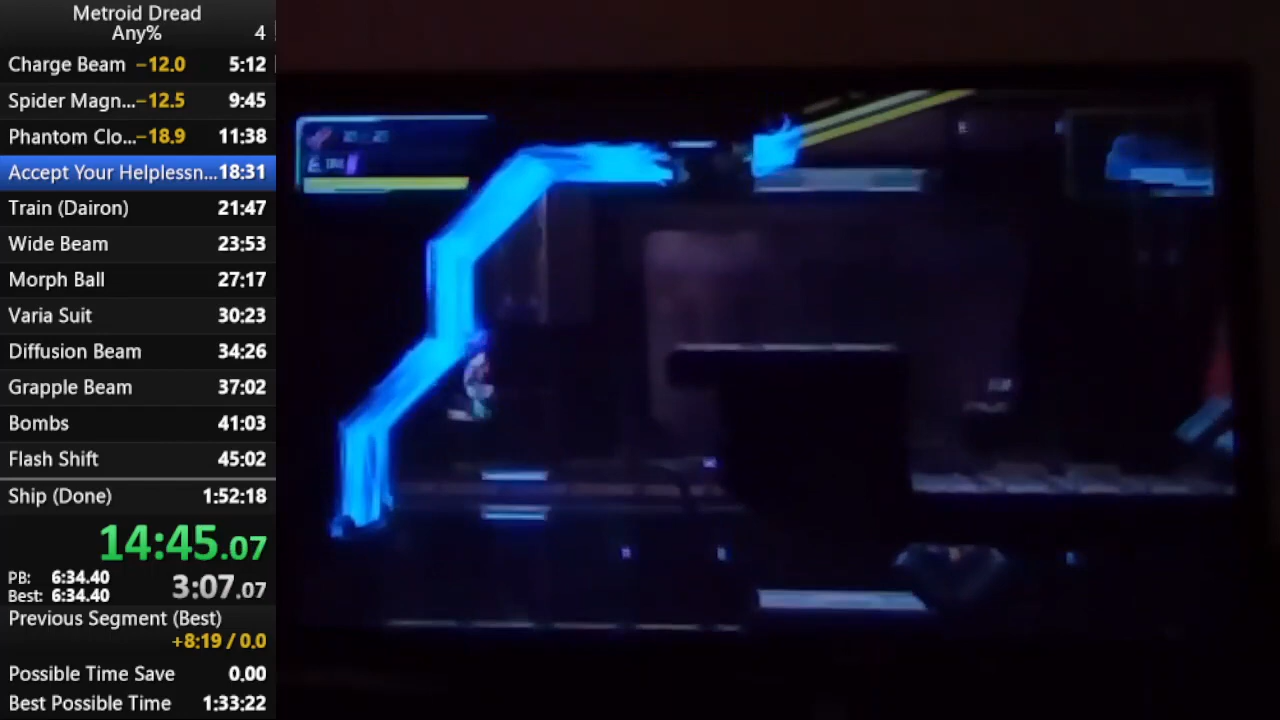 Metroid Dread
Any% 4
Charge Beam −12.0 5:12
Spider Magn... −12.5 9:45
Phantom Clo... −18.9 11:38
Accept Your Helplessn... 18:31
Train (Dairon) 21:47
Wide Beam 23:53
Morph Ball 27:17
Varia Suit 30:23
Diffusion Beam 34:26
Grapple Beam 37:02
Bombs 41:03
Flash Shift 45:02
Ship (Done) 1:52:18
14:45.07
PB: 6:34.40
Best: 6:34.40
3:07.07
Previous Segment (Best)
+8:19 / 0.0
Possible Time Save 0.00
Best Possible Time 1:33:22